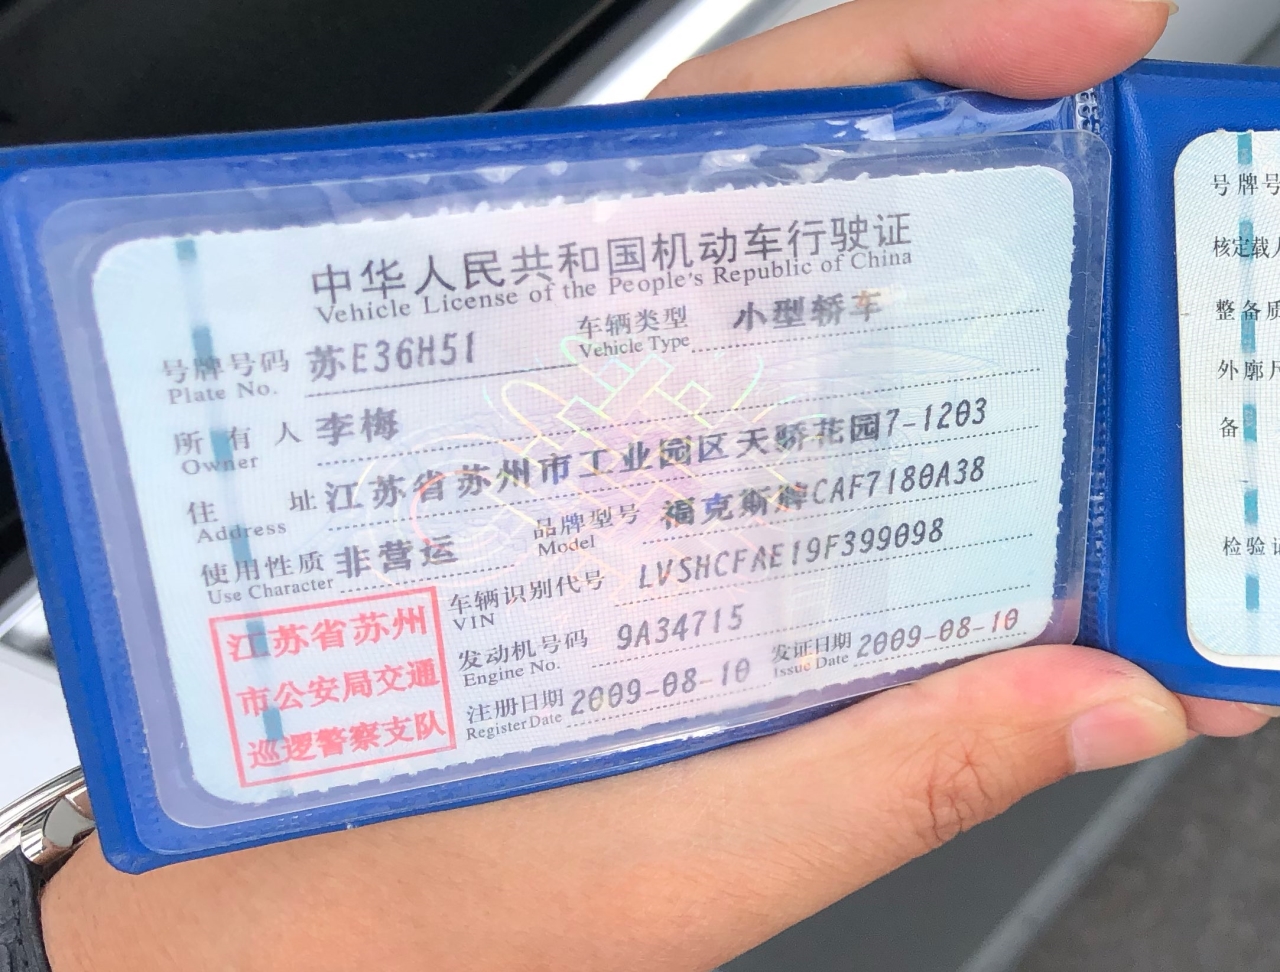 中华人民共和国机动车行驶证
Vehicle License of the People's Republic of China
号牌号码 苏E36H51 车辆类型 小型轿车
Plate No. Vehicle Type
所有人 李梅
Owner
住址 江苏省苏州市工业园区天骄花园7-1203
Address
使用性质 非营运 品牌型号 福克斯牌CAF7180A38
Use Character Model
车辆识别代号 LVSHCFAE19F399098
VIN
发动机号码 9A34715
Engine No.
注册日期 2009-08-10 发证日期 2009-08-10
Register Date Issue Date
江苏省苏州
市公安局交通
巡逻警察支队
号牌号
核定载人
整备质
外廓尺
备
检验记